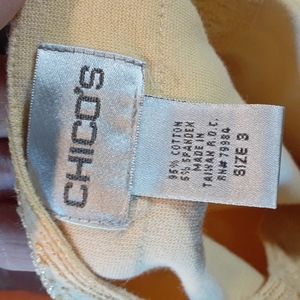 CHICO'S
95% COTTON
5% SPANDEX
MADE IN
TAIWAN R.O.C.
RN# 79984
SIZE 3